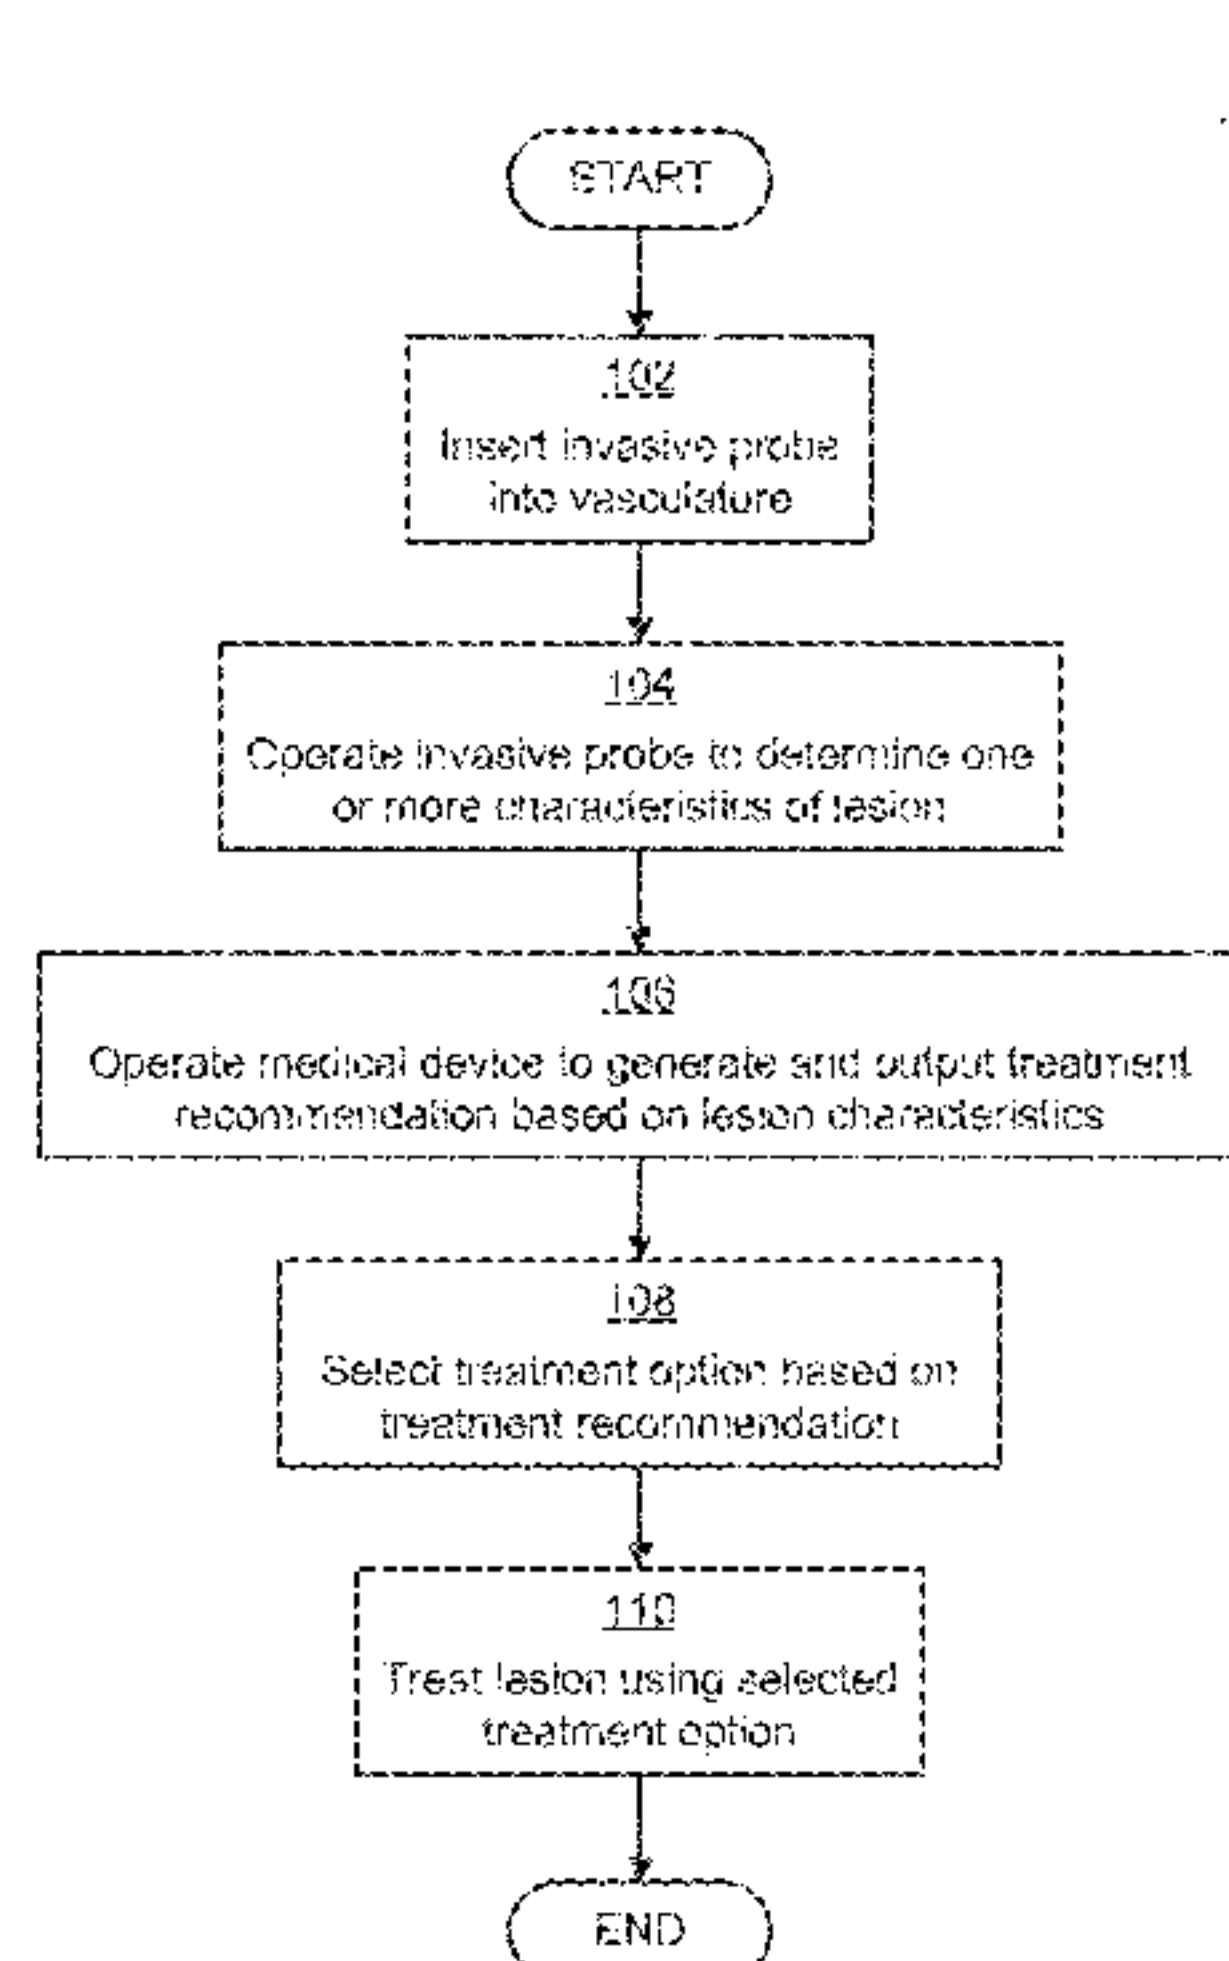 START
102
Insert invasive probe
into vasculature
104
Operate invasive probe to determine one
or more characteristics of lesion
106
Operate medical device to generate and output treatment
recommendation based on lesion characteristics
108
Select treatment option based on
treatment recommendation
110
Treat lesion using selected
treatment option
END